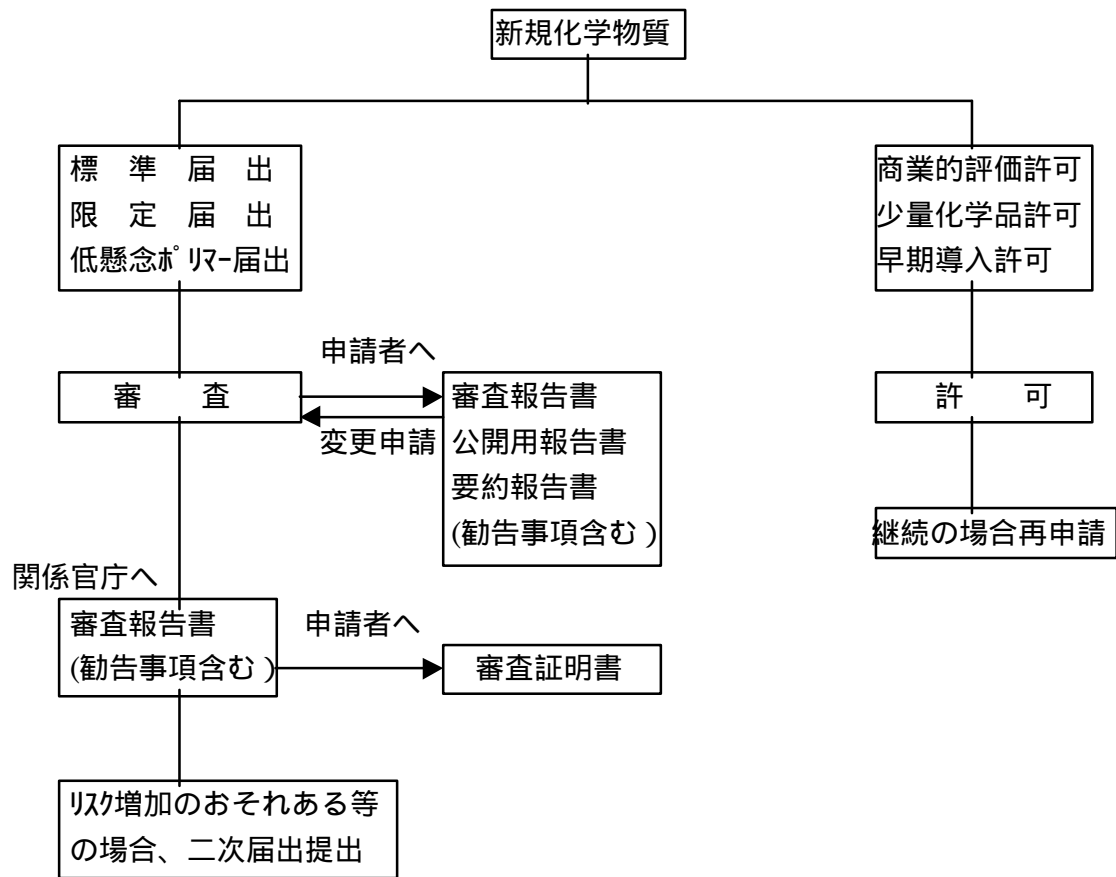 新規化学物質
標 準 届 出
限 定 届 出
低懸念ﾎﾟﾘﾏｰ届出
商業的評価許可
少量化学品許可
早期導入許可
申請者へ
審 査
変更申請
審査報告書
公開用報告書
要約報告書
(勧告事項含む)
許 可
継続の場合再申請
関係官庁へ
審査報告書
(勧告事項含む)
申請者へ
審査証明書
ﾘｽｸ増加のおそれある等
の場合、二次届出提出